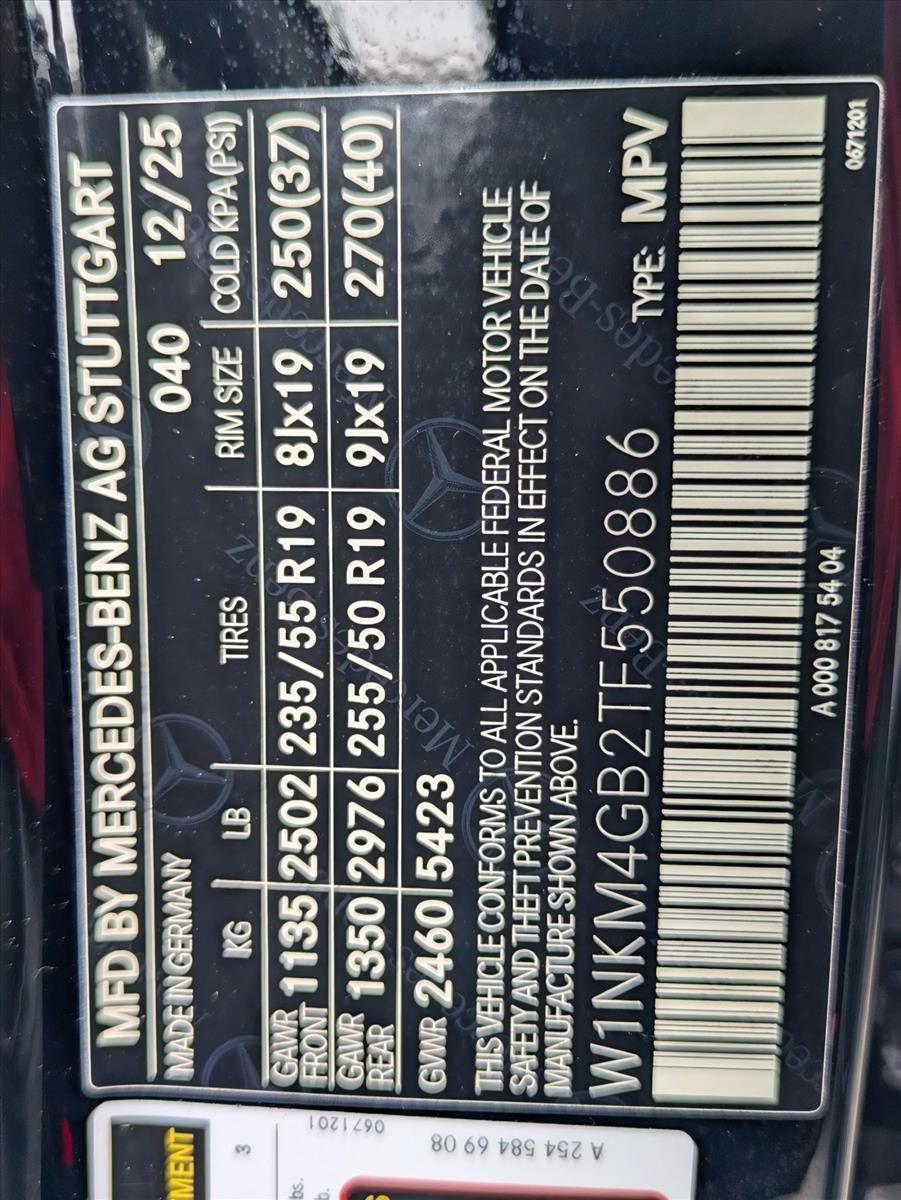 MFD BY MERCEDES-BENZ AG STUTTGART
MADE IN GERMANY 040 12/25
KG LB TIRES RIM SIZE COLD KPA(PSI)
GAWR FRONT 1135 2502 235/55 R19 8Jx19 250(37)
GAWR REAR 1350 2976 255/50 R19 9Jx19 270(40)
GVWR 2460 5423
THIS VEHICLE CONFORMS TO ALL APPLICABLE FEDERAL MOTOR VEHICLE
SAFETY AND THEFT PREVENTION STANDARDS IN EFFECT ON THE DATE OF
MANUFACTURE SHOWN ABOVE.
W1NKM4GB2TF550886 TYPE: MPV
A 000 817 54 04 0671201
0671201
A 254 584 69 08
3